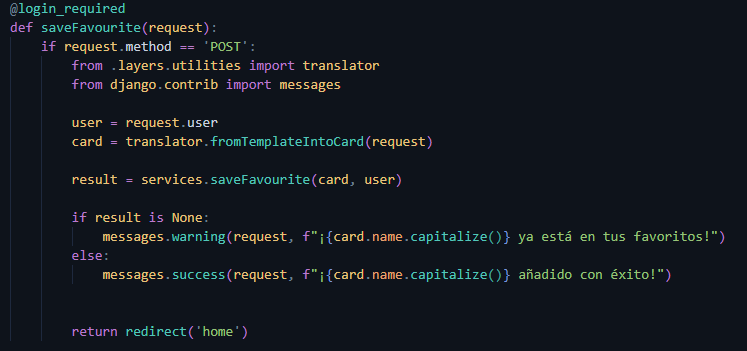 @login_required
def saveFavourite(request):
    if request.method == 'POST':
        from .layers.utilities import translator
        from django.contrib import messages

        user = request.user
        card = translator.fromTemplateIntoCard(request)

        result = services.saveFavourite(card, user)

        if result is None:
            messages.warning(request, f"¡{card.name.capitalize()} ya está en tus favoritos!")
        else:
            messages.success(request, f"¡{card.name.capitalize()} añadido con éxito!")


        return redirect('home')